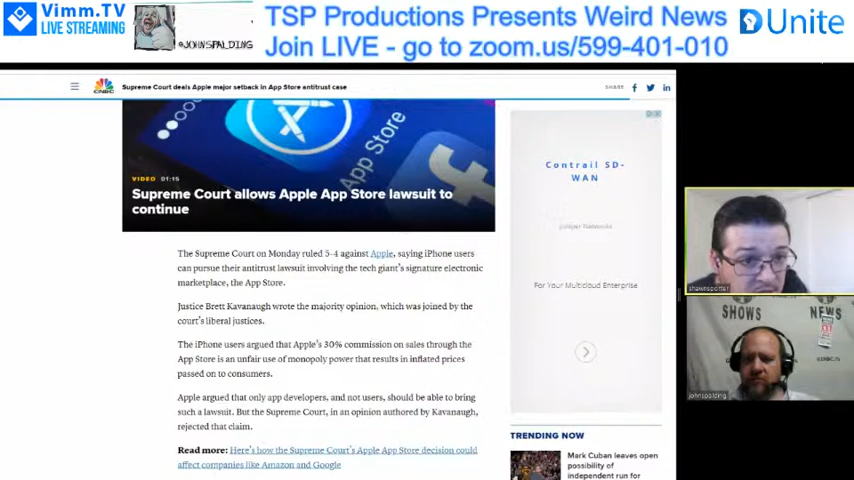 Vimm.TV
LIVE STREAMING
@JOHNSPALDING
TSP Productions Presents Weird News
Join LIVE - go to zoom.us/599-401-010
Unite
CNBC
Supreme Court deals Apple major setback in App Store antitrust case
SHARE
App Store
VIDEO 01:15
Supreme Court allows Apple App Store lawsuit to
continue
The Supreme Court on Monday ruled 5-4 against Apple, saying iPhone users
can pursue their antitrust lawsuit involving the tech giant's signature electronic
marketplace, the App Store.
Justice Brett Kavanaugh wrote the majority opinion, which was joined by the
court's liberal justices.
The iPhone users argued that Apple's 30% commission on sales through the
App Store is an unfair use of monopoly power that results in inflated prices
passed on to consumers.
Apple argued that only app developers, and not users, should be able to bring
such a lawsuit. But the Supreme Court, in an opinion authored by Kavanaugh,
rejected that claim.
Read more: Here's how the Supreme Court's Apple App Store decision could
affect companies like Amazon and Google
Contrail SD-
WAN
Juniper Networks
For Your Multicloud Enterprise
TRENDING NOW
Mark Cuban leaves open
possibility of
independent run for
shawnspotter
SHOWS
NEWS
johnspalding